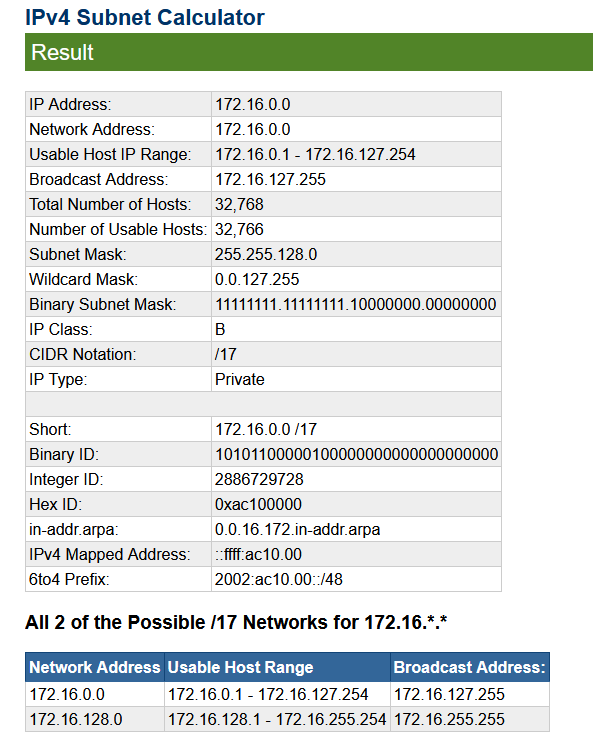 IPv4 Subnet Calculator
Result
IP Address: 172.16.0.0
Network Address: 172.16.0.0
Usable Host IP Range: 172.16.0.1 - 172.16.127.254
Broadcast Address: 172.16.127.255
Total Number of Hosts: 32,768
Number of Usable Hosts: 32,766
Subnet Mask: 255.255.128.0
Wildcard Mask: 0.0.127.255
Binary Subnet Mask: 11111111.11111111.10000000.00000000
IP Class: B
CIDR Notation: /17
IP Type: Private
Short: 172.16.0.0 /17
Binary ID: 10101100000100000000000000000000
Integer ID: 2886729728
Hex ID: 0xac100000
in-addr.arpa: 0.0.16.172.in-addr.arpa
IPv4 Mapped Address: ::ffff:ac10.00
6to4 Prefix: 2002:ac10.00::/48
All 2 of the Possible /17 Networks for 172.16.*.*
Network Address Usable Host Range Broadcast Address:
172.16.0.0 172.16.0.1 - 172.16.127.254 172.16.127.255
172.16.128.0 172.16.128.1 - 172.16.255.254 172.16.255.255